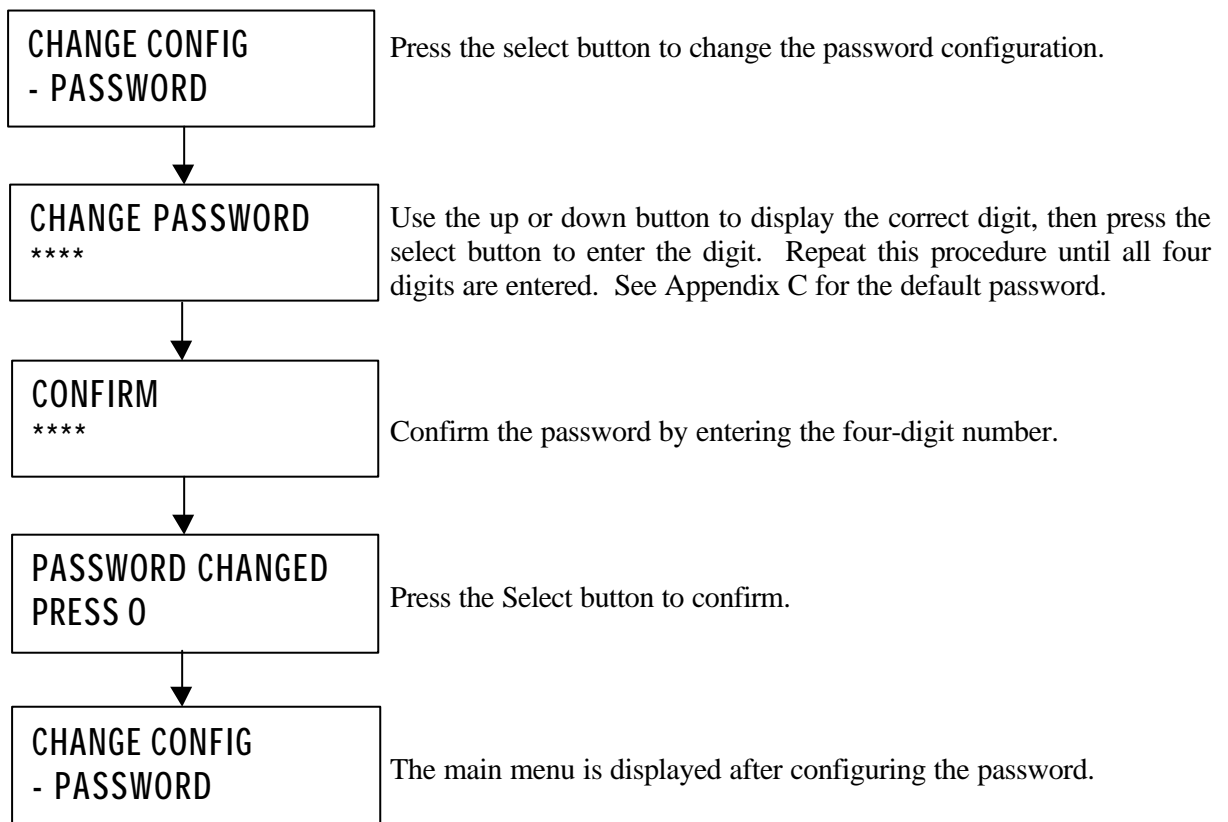 CHANGE CONFIG
- PASSWORD
Press the select button to change the password configuration.
CHANGE PASSWORD
****
Use the up or down button to display the correct digit, then press the
select button to enter the digit. Repeat this procedure until all four
digits are entered. See Appendix C for the default password.
CONFIRM
****
Confirm the password by entering the four-digit number.
PASSWORD CHANGED
PRESS O
Press the Select button to confirm.
CHANGE CONFIG
- PASSWORD
The main menu is displayed after configuring the password.